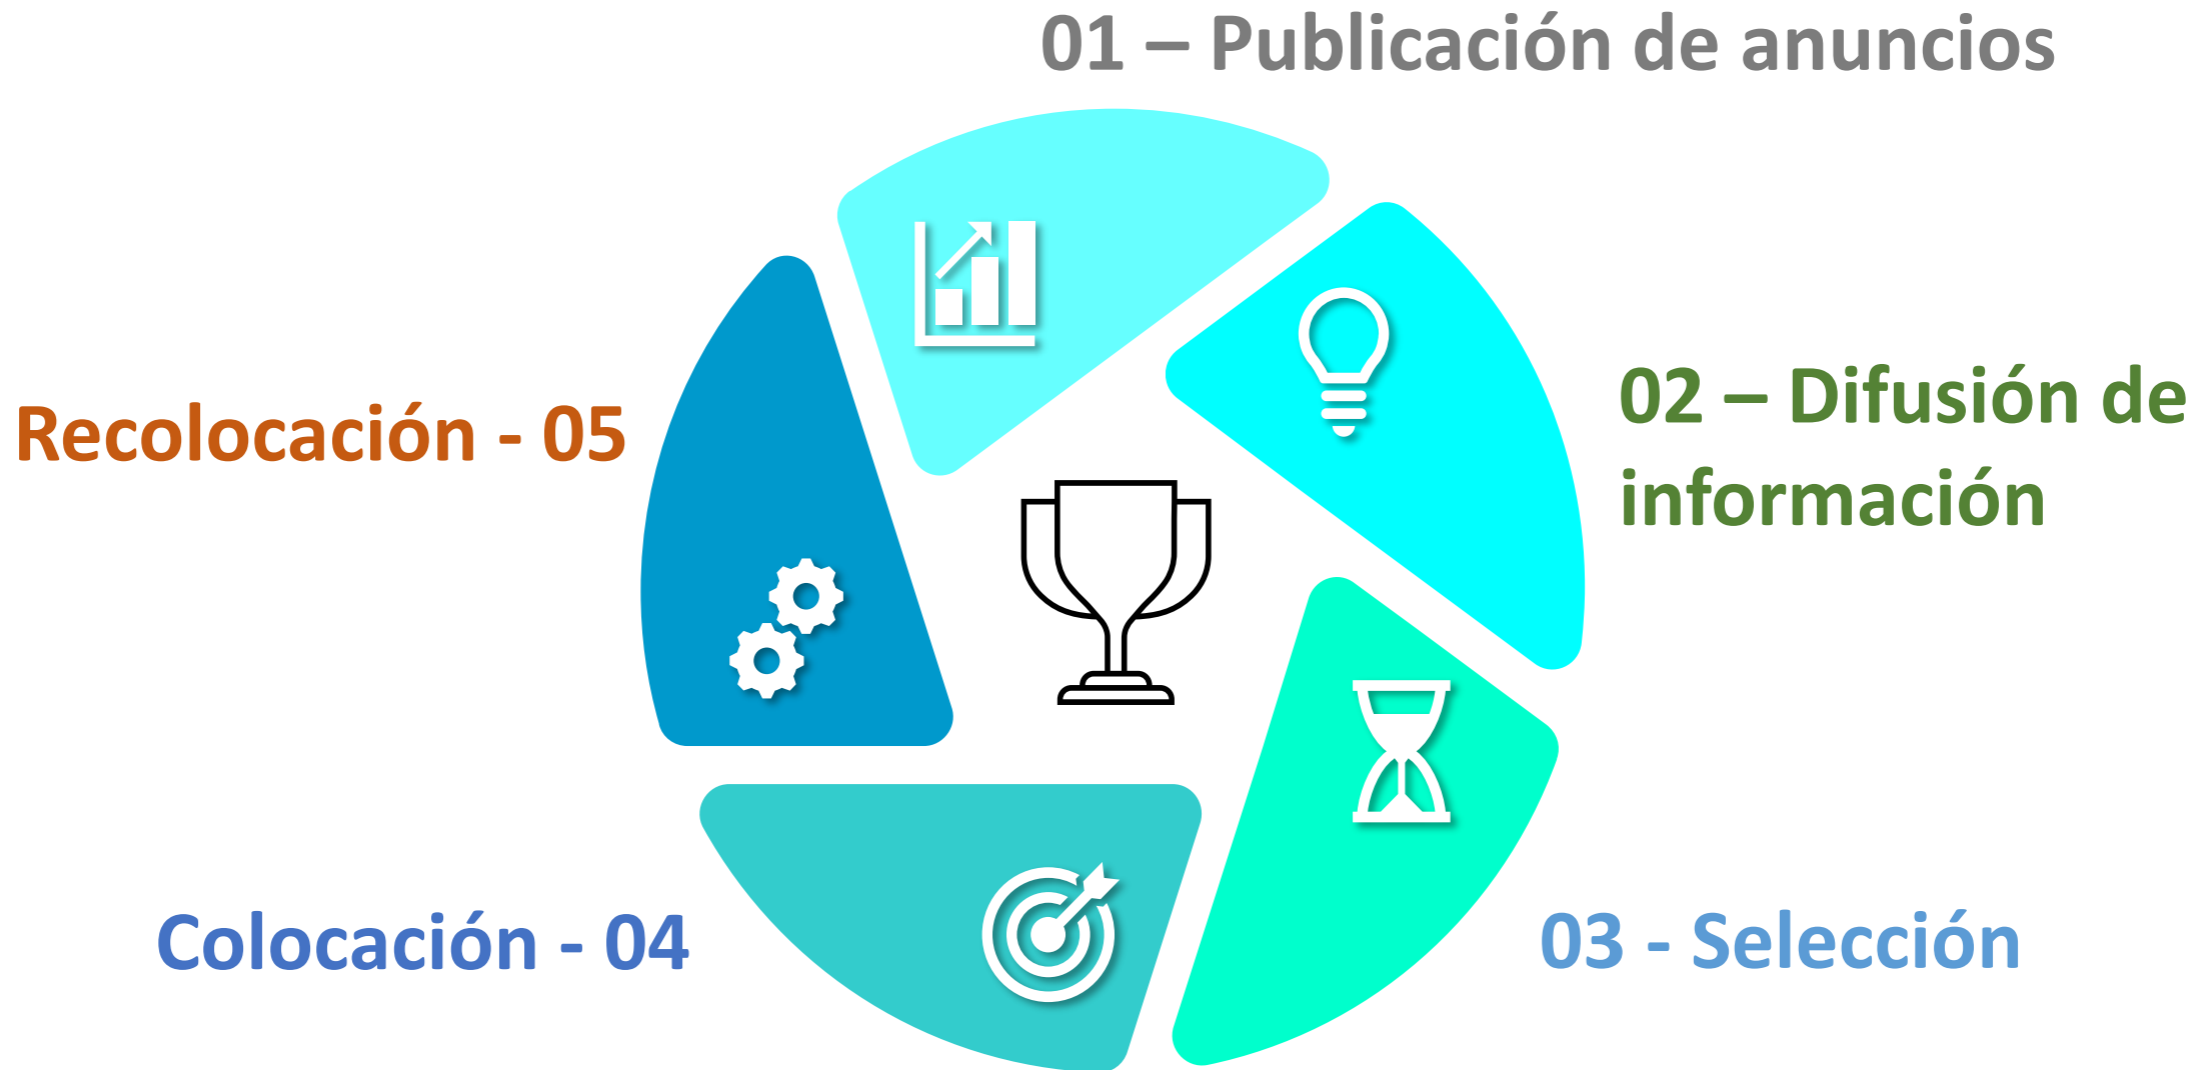 01 – Publicación de anuncios
02 – Difusión de
información
03 - Selección
Colocación - 04
Recolocación - 05